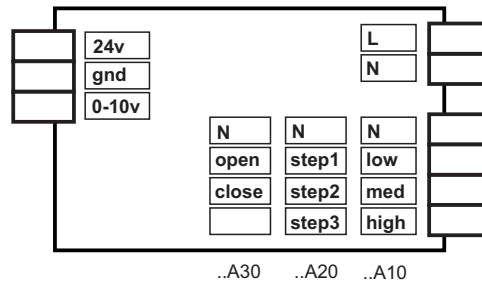 24v L
gnd N
0-10v
N N N
open step1 low
close step2 med
step3 high
..A30 ..A20 ..A10